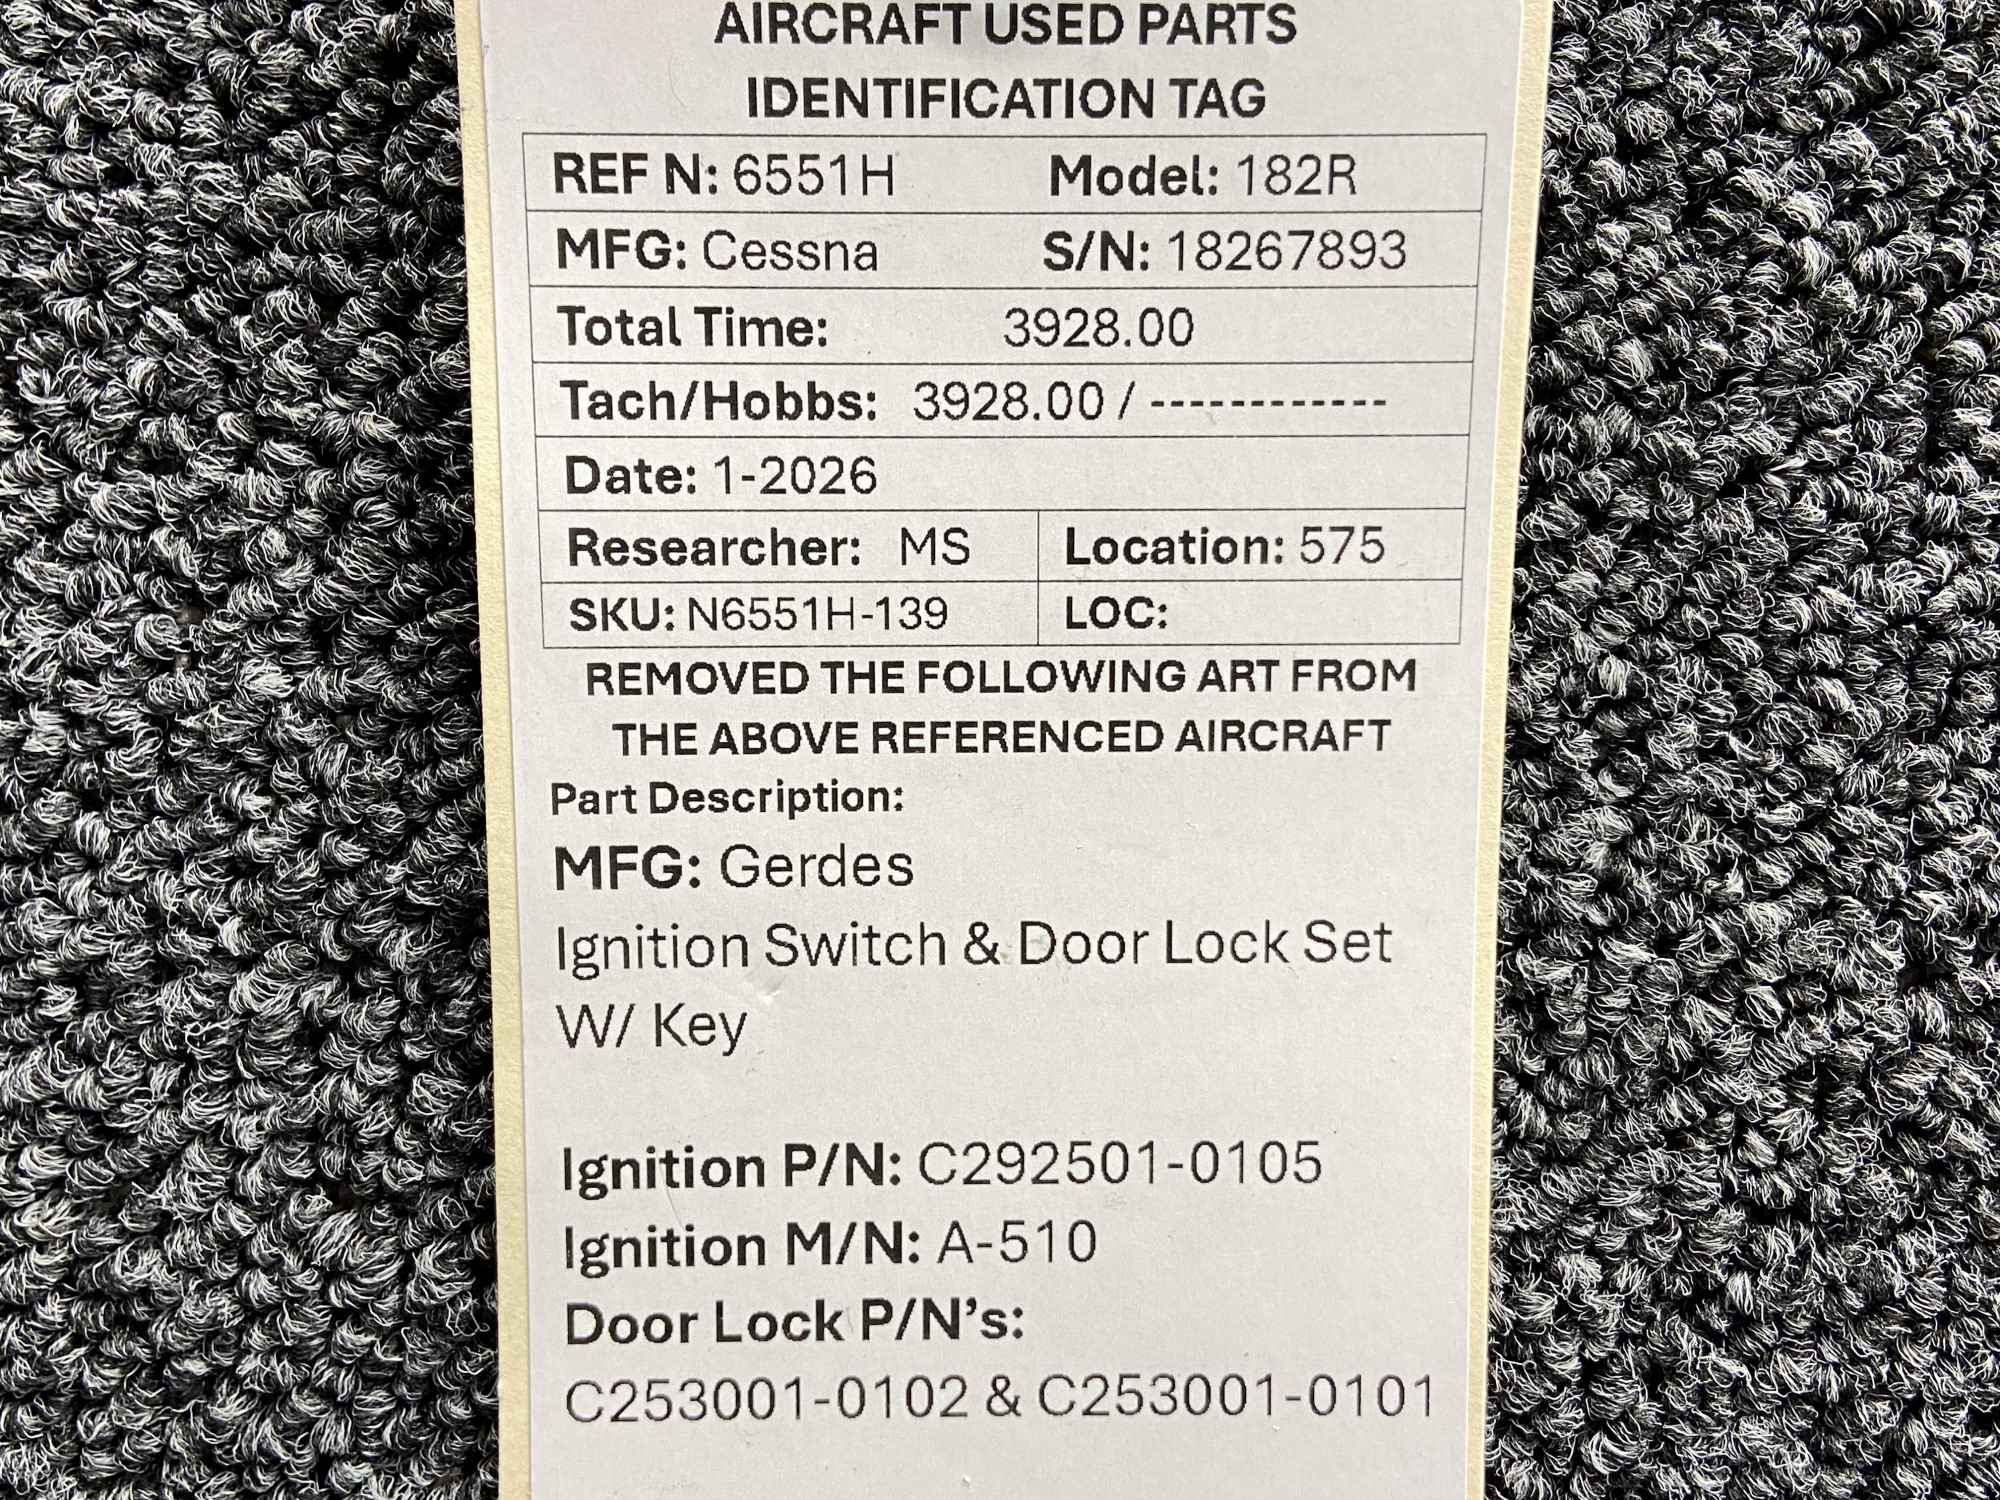 AIRCRAFT USED PARTS
IDENTIFICATION TAG
REF N: 6551H Model: 182R
MFG: Cessna S/N: 18267893
Total Time: 3928.00
Tach/Hobbs: 3928.00 / ------------
Date: 1-2026
Researcher: MS Location: 575
SKU: N6551H-139 LOC:
REMOVED THE FOLLOWING ART FROM
THE ABOVE REFERENCED AIRCRAFT
Part Description:
MFG: Gerdes
Ignition Switch & Door Lock Set
W/ Key
Ignition P/N: C292501-0105
Ignition M/N: A-510
Door Lock P/N’s:
C253001-0102 & C253001-0101